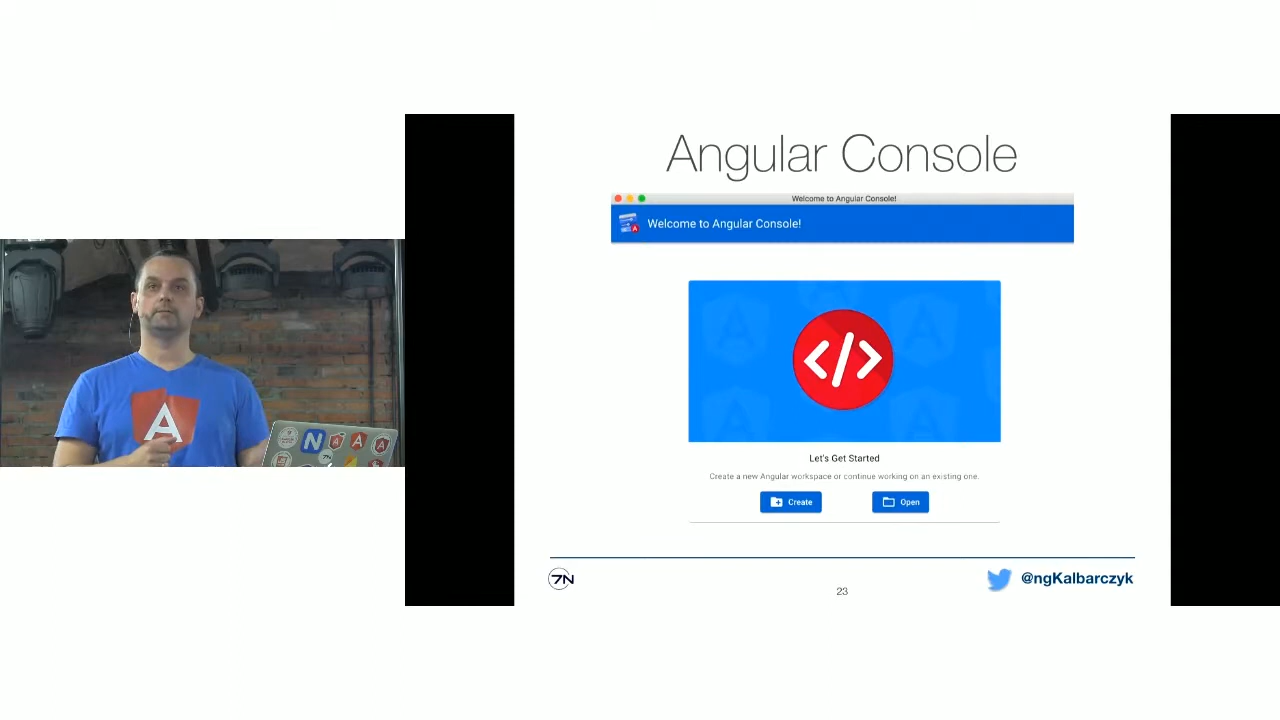 Angular Console
Welcome to Angular Console!
Welcome to Angular Console!
Let's Get Started
Create a new Angular workspace or continue working on an existing one.
Create
Open
7N
23
@ngKalbarczyk
A
N